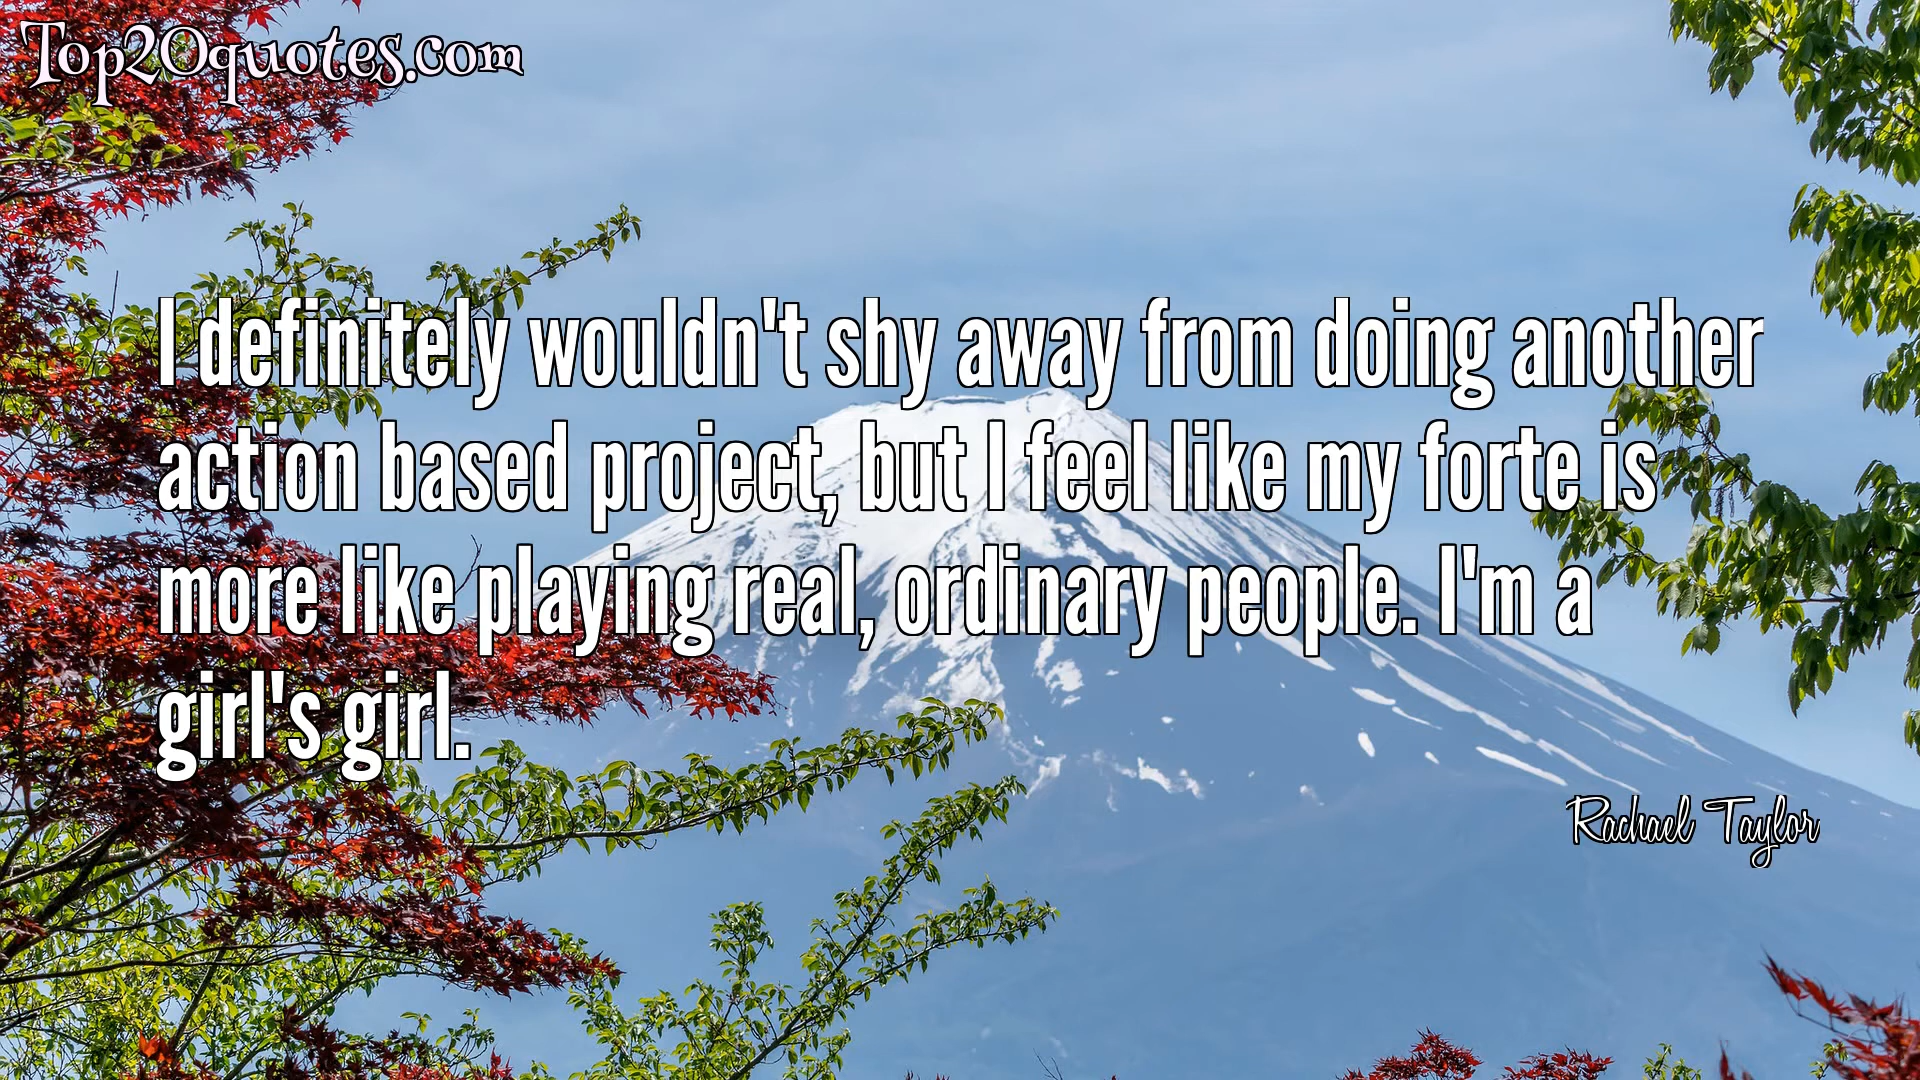 Top20quotes.com
I definitely wouldn't shy away from doing another
action based project, but I feel like my forte is
more like playing real, ordinary people. I'm a
girl's girl.
Rachael Taylor